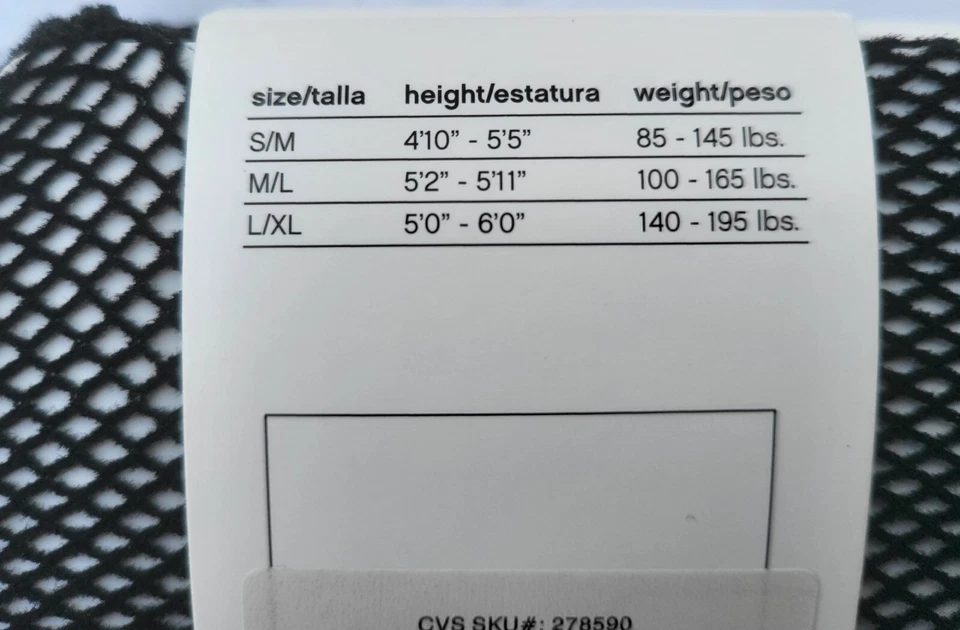 size/talla height/estatura weight/peso
S/M 4'10" - 5'5" 85 - 145 lbs.
M/L 5'2" - 5'11" 100 - 165 lbs.
L/XL 5'0" - 6'0" 140 - 195 lbs.
CVS SKU#: 278590